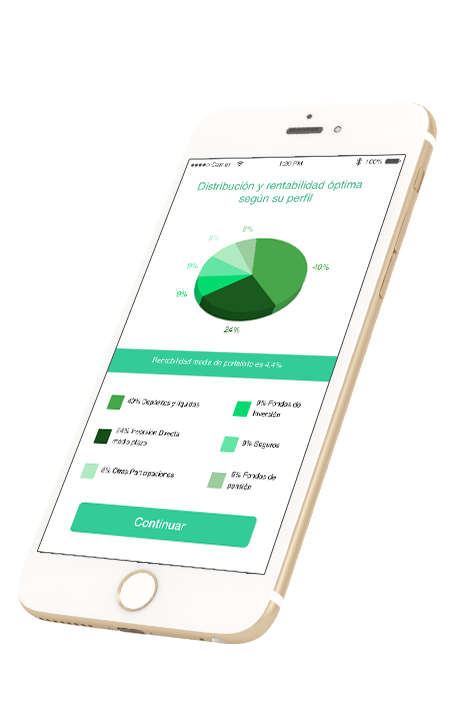 Carrier 1:20 PM 100%
Distribución y rentabilidad óptima
según su perfil
8%
8%
9%
40%
9%
24%
Rentabilidad media de portafolio es 4,4%
40% Depósitos y líquidos
9% Fondos de
Inversión
24% Inversión Directa
medio plazo
9% Seguros
8% Otras Participaciones
8% Fondos de
pensión
Continuar